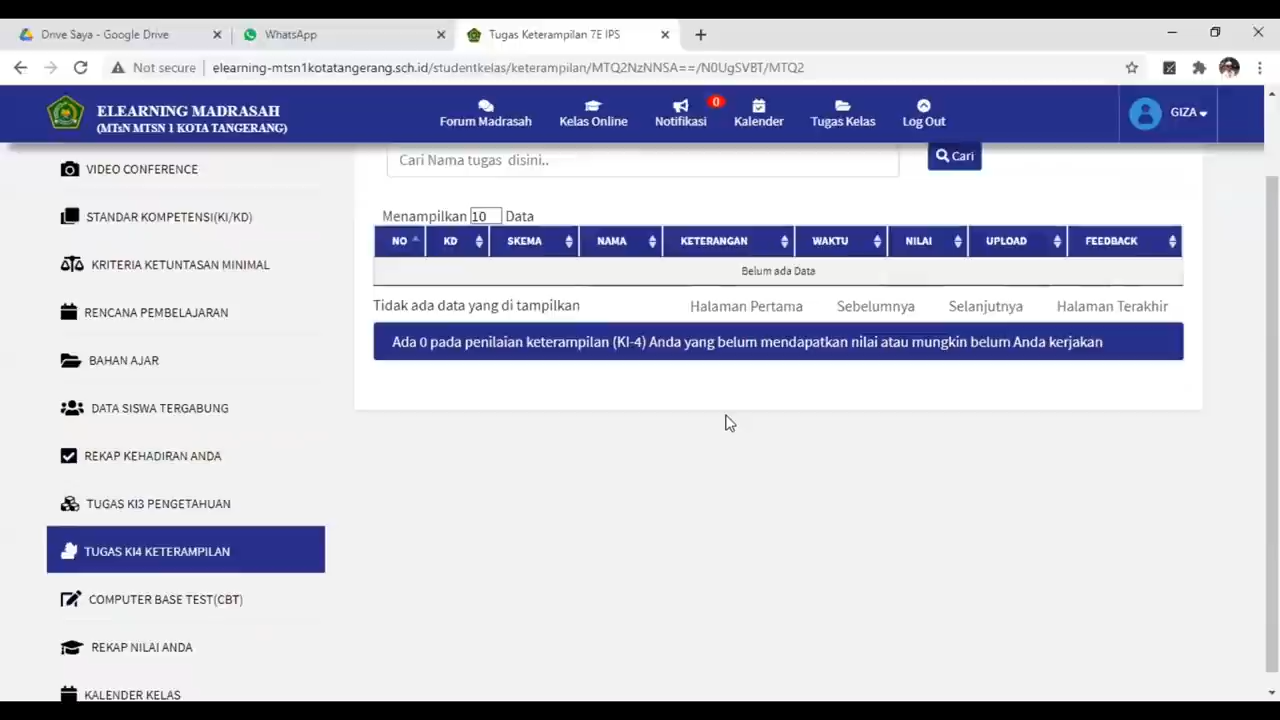 Drive Saya - Google Drive
WhatsApp
Tugas Keterampilan 7E IPS
Not secure
elearning-mtsn1kotatangerang.sch.id/studentkelas/keterampilan/MTQ2NzNNSA==/N0UgSVBT/MTQ2
ELEARNING MADRASAH
(MTsN MTSN 1 KOTA TANGERANG)
Forum Madrasah
Kelas Online
0
Notifikasi
Kalender
Tugas Kelas
Log Out
GIZA
VIDEO CONFERENCE
STANDAR KOMPETENSI(KI/KD)
KRITERIA KETUNTASAN MINIMAL
RENCANA PEMBELAJARAN
BAHAN AJAR
DATA SISWA TERGABUNG
REKAP KEHADIRAN ANDA
TUGAS KI3 PENGETAHUAN
TUGAS KI4 KETERAMPILAN
COMPUTER BASE TEST(CBT)
REKAP NILAI ANDA
KALENDER KELAS
Cari Nama tugas disini..
Cari
Menampilkan 10 Data
NO KD SKEMA NAMA KETERANGAN WAKTU NILAI UPLOAD FEEDBACK
Belum ada Data
Tidak ada data yang di tampilkan
Halaman Pertama Sebelumnya Selanjutnya Halaman Terakhir
Ada 0 pada penilaian keterampilan (KI-4) Anda yang belum mendapatkan nilai atau mungkin belum Anda kerjakan